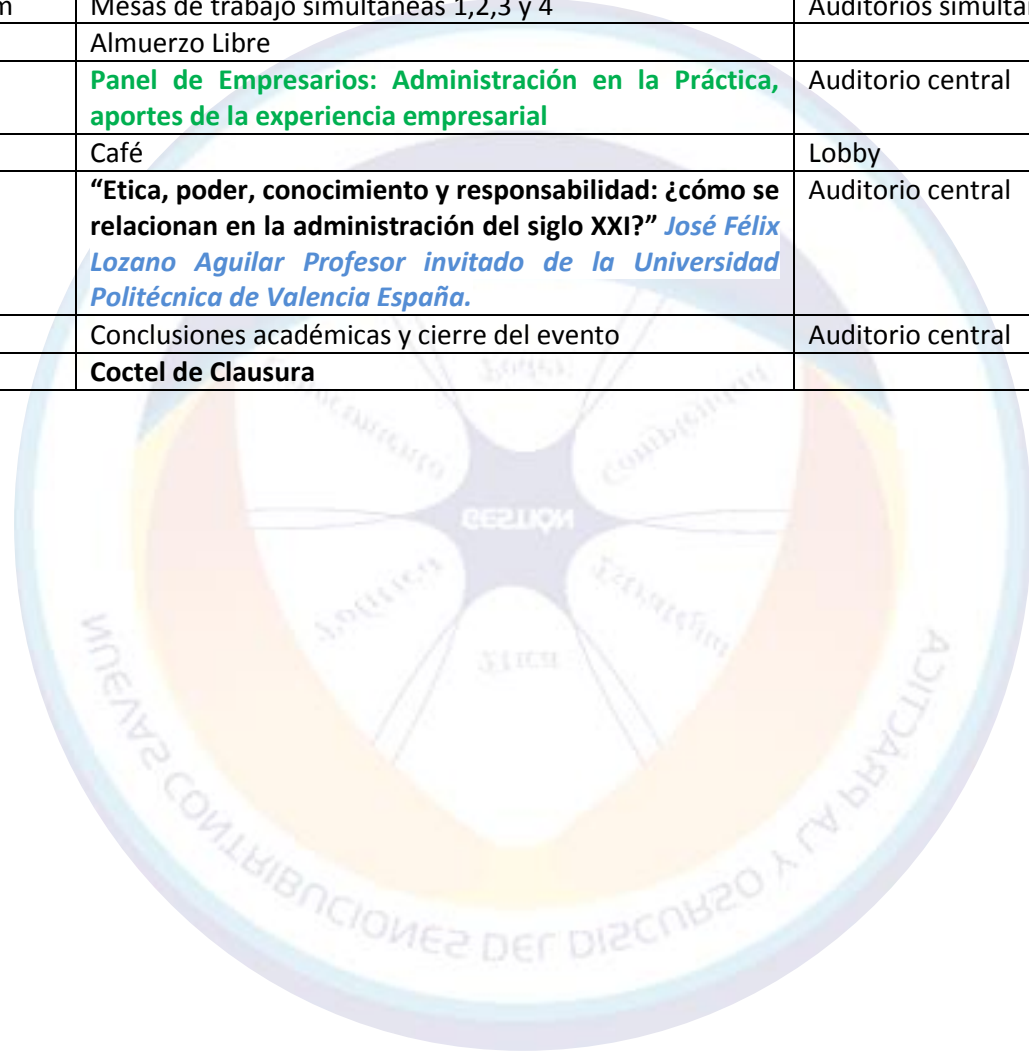 m Mesas de trabajo simultáneas 1,2,3 y 4 Auditorios
Almuerzo Libre
Panel de Empresarios: Administración en la Práctica, Auditorio central
aportes de la experiencia empresarial
Café Lobby
“Etica, poder, conocimiento y responsabilidad: ¿cómo se Auditorio central
relacionan en la administración del siglo XXI?” José Félix
Lozano Aguilar Profesor invitado de la Universidad
Politécnica de Valencia España.
Conclusiones académicas y cierre del evento Auditorio central
Coctel de Clausura
GESTIÓN
NUEVAS CONTRIBUCIONES DEL DISCURSO Y LA PRÁCTICA